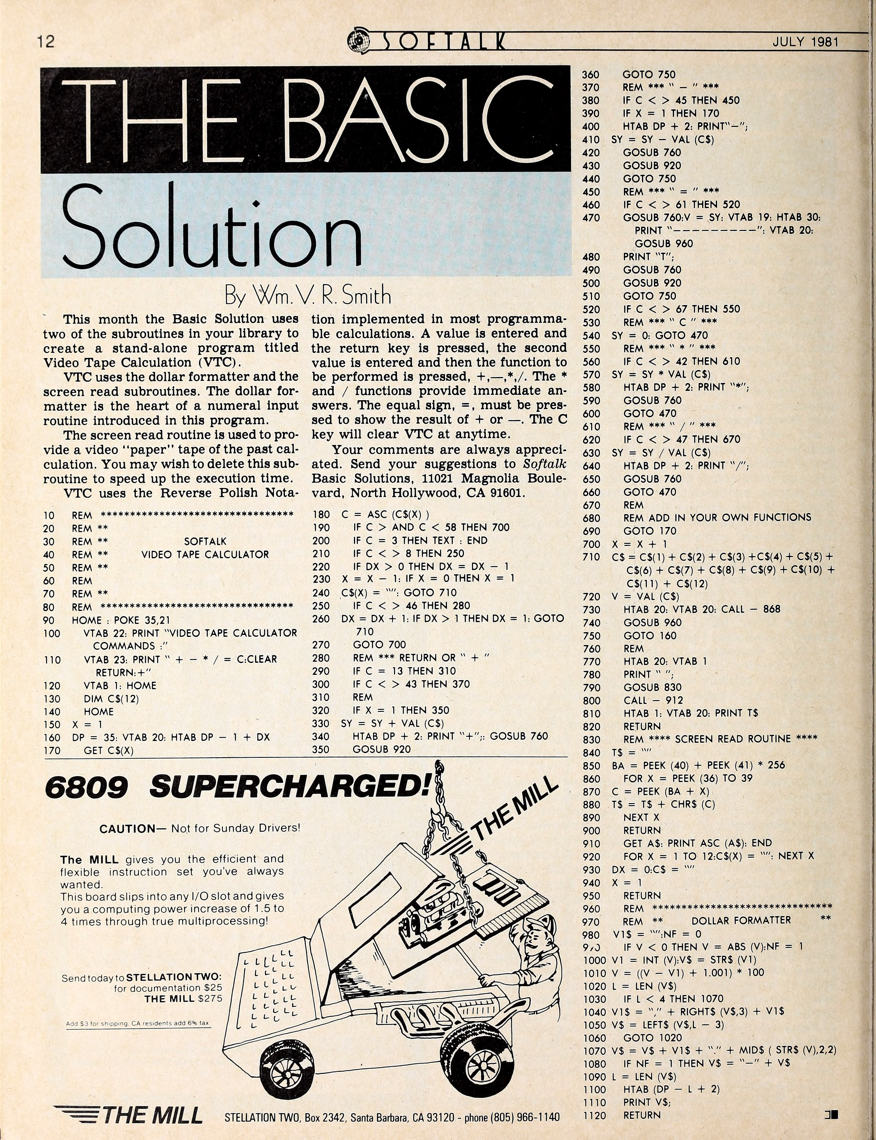 12
SOFTALK
JULY 1981
THE BASIC
Solution
By Wm. V. R. Smith
This month the Basic Solution uses
two of the subroutines in your library to
create a stand-alone program titled
Video Tape Calculation (VTC).
VTC uses the dollar formatter and the
screen read subroutines. The dollar for-
matter is the heart of a numeral input
routine introduced in this program.
The screen read routine is used to pro-
vide a video "paper" tape of the past cal-
culation. You may wish to delete this sub-
routine to speed up the execution time.
VTC uses the Reverse Polish Nota-
tion implemented in most programma-
ble calculations. A value is entered and
the return key is pressed, the second
value is entered and then the function to
be performed is pressed, +,—,*,/. The *
and / functions provide immediate an-
swers. The equal sign, =, must be pres-
sed to show the result of + or —. The C
key will clear VTC at anytime.
Your comments are always appreci-
ated. Send your suggestions to Softalk
Basic Solutions, 11021 Magnolia Boule-
vard, North Hollywood, CA 91601.
10 REM *********************************
20 REM **
30 REM ** SOFTALK
40 REM ** VIDEO TAPE CALCULATOR
50 REM **
60 REM
70 REM **
80 REM *********************************
90 HOME : POKE 35,21
100 VTAB 22: PRINT "VIDEO TAPE CALCULATOR
COMMANDS :"
110 VTAB 23: PRINT " + − * / = C:CLEAR
RETURN:+"
120 VTAB 1: HOME
130 DIM C$(12)
140 HOME
150 X = 1
160 DP = 35: VTAB 20: HTAB DP − 1 + DX
170 GET C$(X)
180 C = ASC (C$(X) )
190 IF C > AND C < 58 THEN 700
200 IF C = 3 THEN TEXT : END
210 IF C < > 8 THEN 250
220 IF DX > 0 THEN DX = DX − 1
230 X = X − 1: IF X = 0 THEN X = 1
240 C$(X) = "": GOTO 710
250 IF C < > 46 THEN 280
260 DX = DX + 1: IF DX > 1 THEN DX = 1: GOTO
710
270 GOTO 700
280 REM *** RETURN OR " + "
290 IF C = 13 THEN 310
300 IF C < > 43 THEN 370
310 REM
320 IF X = 1 THEN 350
330 SY = SY + VAL (C$)
340 HTAB DP + 2: PRINT "+";: GOSUB 760
350 GOSUB 920
360 GOTO 750
370 REM *** " − " ***
380 IF C < > 45 THEN 450
390 IF X = 1 THEN 170
400 HTAB DP + 2: PRINT"−";
410 SY = SY − VAL (C$)
420 GOSUB 760
430 GOSUB 920
440 GOTO 750
450 REM *** " = " ***
460 IF C < > 61 THEN 520
470 GOSUB 760:V = SY: VTAB 19: HTAB 30:
PRINT "−−−−−−−−−": VTAB 20:
GOSUB 960
480 PRINT "T";
490 GOSUB 760
500 GOSUB 920
510 GOTO 750
520 IF C < > 67 THEN 550
530 REM *** " C " ***
540 SY = 0: GOTO 470
550 REM *** " * " ***
560 IF C < > 42 THEN 610
570 SY = SY * VAL (C$)
580 HTAB DP + 2: PRINT "*";
590 GOSUB 760
600 GOTO 470
610 REM *** " / " ***
620 IF C < > 47 THEN 670
630 SY = SY / VAL (C$)
640 HTAB DP + 2: PRINT "/";
650 GOSUB 760
660 GOTO 470
670 REM
680 REM ADD IN YOUR OWN FUNCTIONS
690 GOTO 170
700 X = X + 1
710 C$ = C$(1) + C$(2) + C$(3) +C$(4) + C$(5) +
C$(6) + C$(7) + C$(8) + C$(9) + C$(10) +
C$(11) + C$(12)
720 V = VAL (C$)
730 HTAB 20: VTAB 20: CALL − 868
740 GOSUB 960
750 GOTO 160
760 REM
770 HTAB 20: VTAB 1
780 PRINT " ";
790 GOSUB 830
800 CALL − 912
810 HTAB 1: VTAB 20: PRINT T$
820 RETURN
830 REM **** SCREEN READ ROUTINE ****
840 T$ = ""
850 BA = PEEK (40) + PEEK (41) * 256
860 FOR X = PEEK (36) TO 39
870 C = PEEK (BA + X)
880 T$ = T$ + CHR$ (C)
890 NEXT X
900 RETURN
910 GET A$: PRINT ASC (A$): END
920 FOR X = 1 TO 12:C$(X) = "": NEXT X
930 DX = 0:C$ = ""
940 X = 1
950 RETURN
960 REM *******************************
970 REM ** DOLLAR FORMATTER **
980 V1$ = "":NF = 0
990 IF V < 0 THEN V = ABS (V):NF = 1
1000 V1 = INT (V):V$ = STR$ (V1)
1010 V = ((V − V1) + 1.001) * 100
1020 L = LEN (V$)
1030 IF L < 4 THEN 1070
1040 V1$ = "," + RIGHT$ (V$,3) + V1$
1050 V$ = LEFT$ (V$,L − 3)
1060 GOTO 1020
1070 V$ = V$ + V1$ + "." + MID$ ( STR$ (V),2,2)
1080 IF NF = 1 THEN V$ = "−" + V$
1090 L = LEN (V$)
1100 HTAB (DP − L + 2)
1110 PRINT V$;
1120 RETURN
6809 SUPERCHARGED!
THE MILL
CAUTION— Not for Sunday Drivers!
The MILL gives you the efficient and
flexible instruction set you've always
wanted.
This board slips into any I/O slot and gives
you a computing power increase of 1.5 to
4 times through true multiprocessing!
Send today to STELLATION TWO:
for documentation $25
THE MILL $275
Add $3 for shipping. CA residents add 6% tax.
THE MILL
STELLATION TWO, Box 2342, Santa Barbara, CA 93120 - phone (805) 966-1140